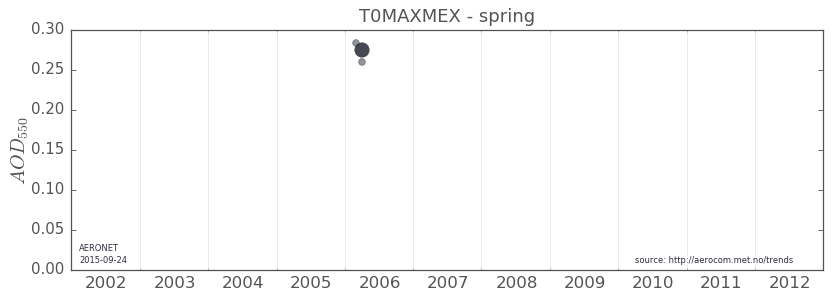 T0MAXMEX - spring
0.30
0.25
0.20
0.15
0.10
0.05
0.00
AOD550
AERONET
2015-09-24
source: http://aerocom.met.no/trends
2002 2003 2004 2005 2006 2007 2008 2009 2010 2011 2012